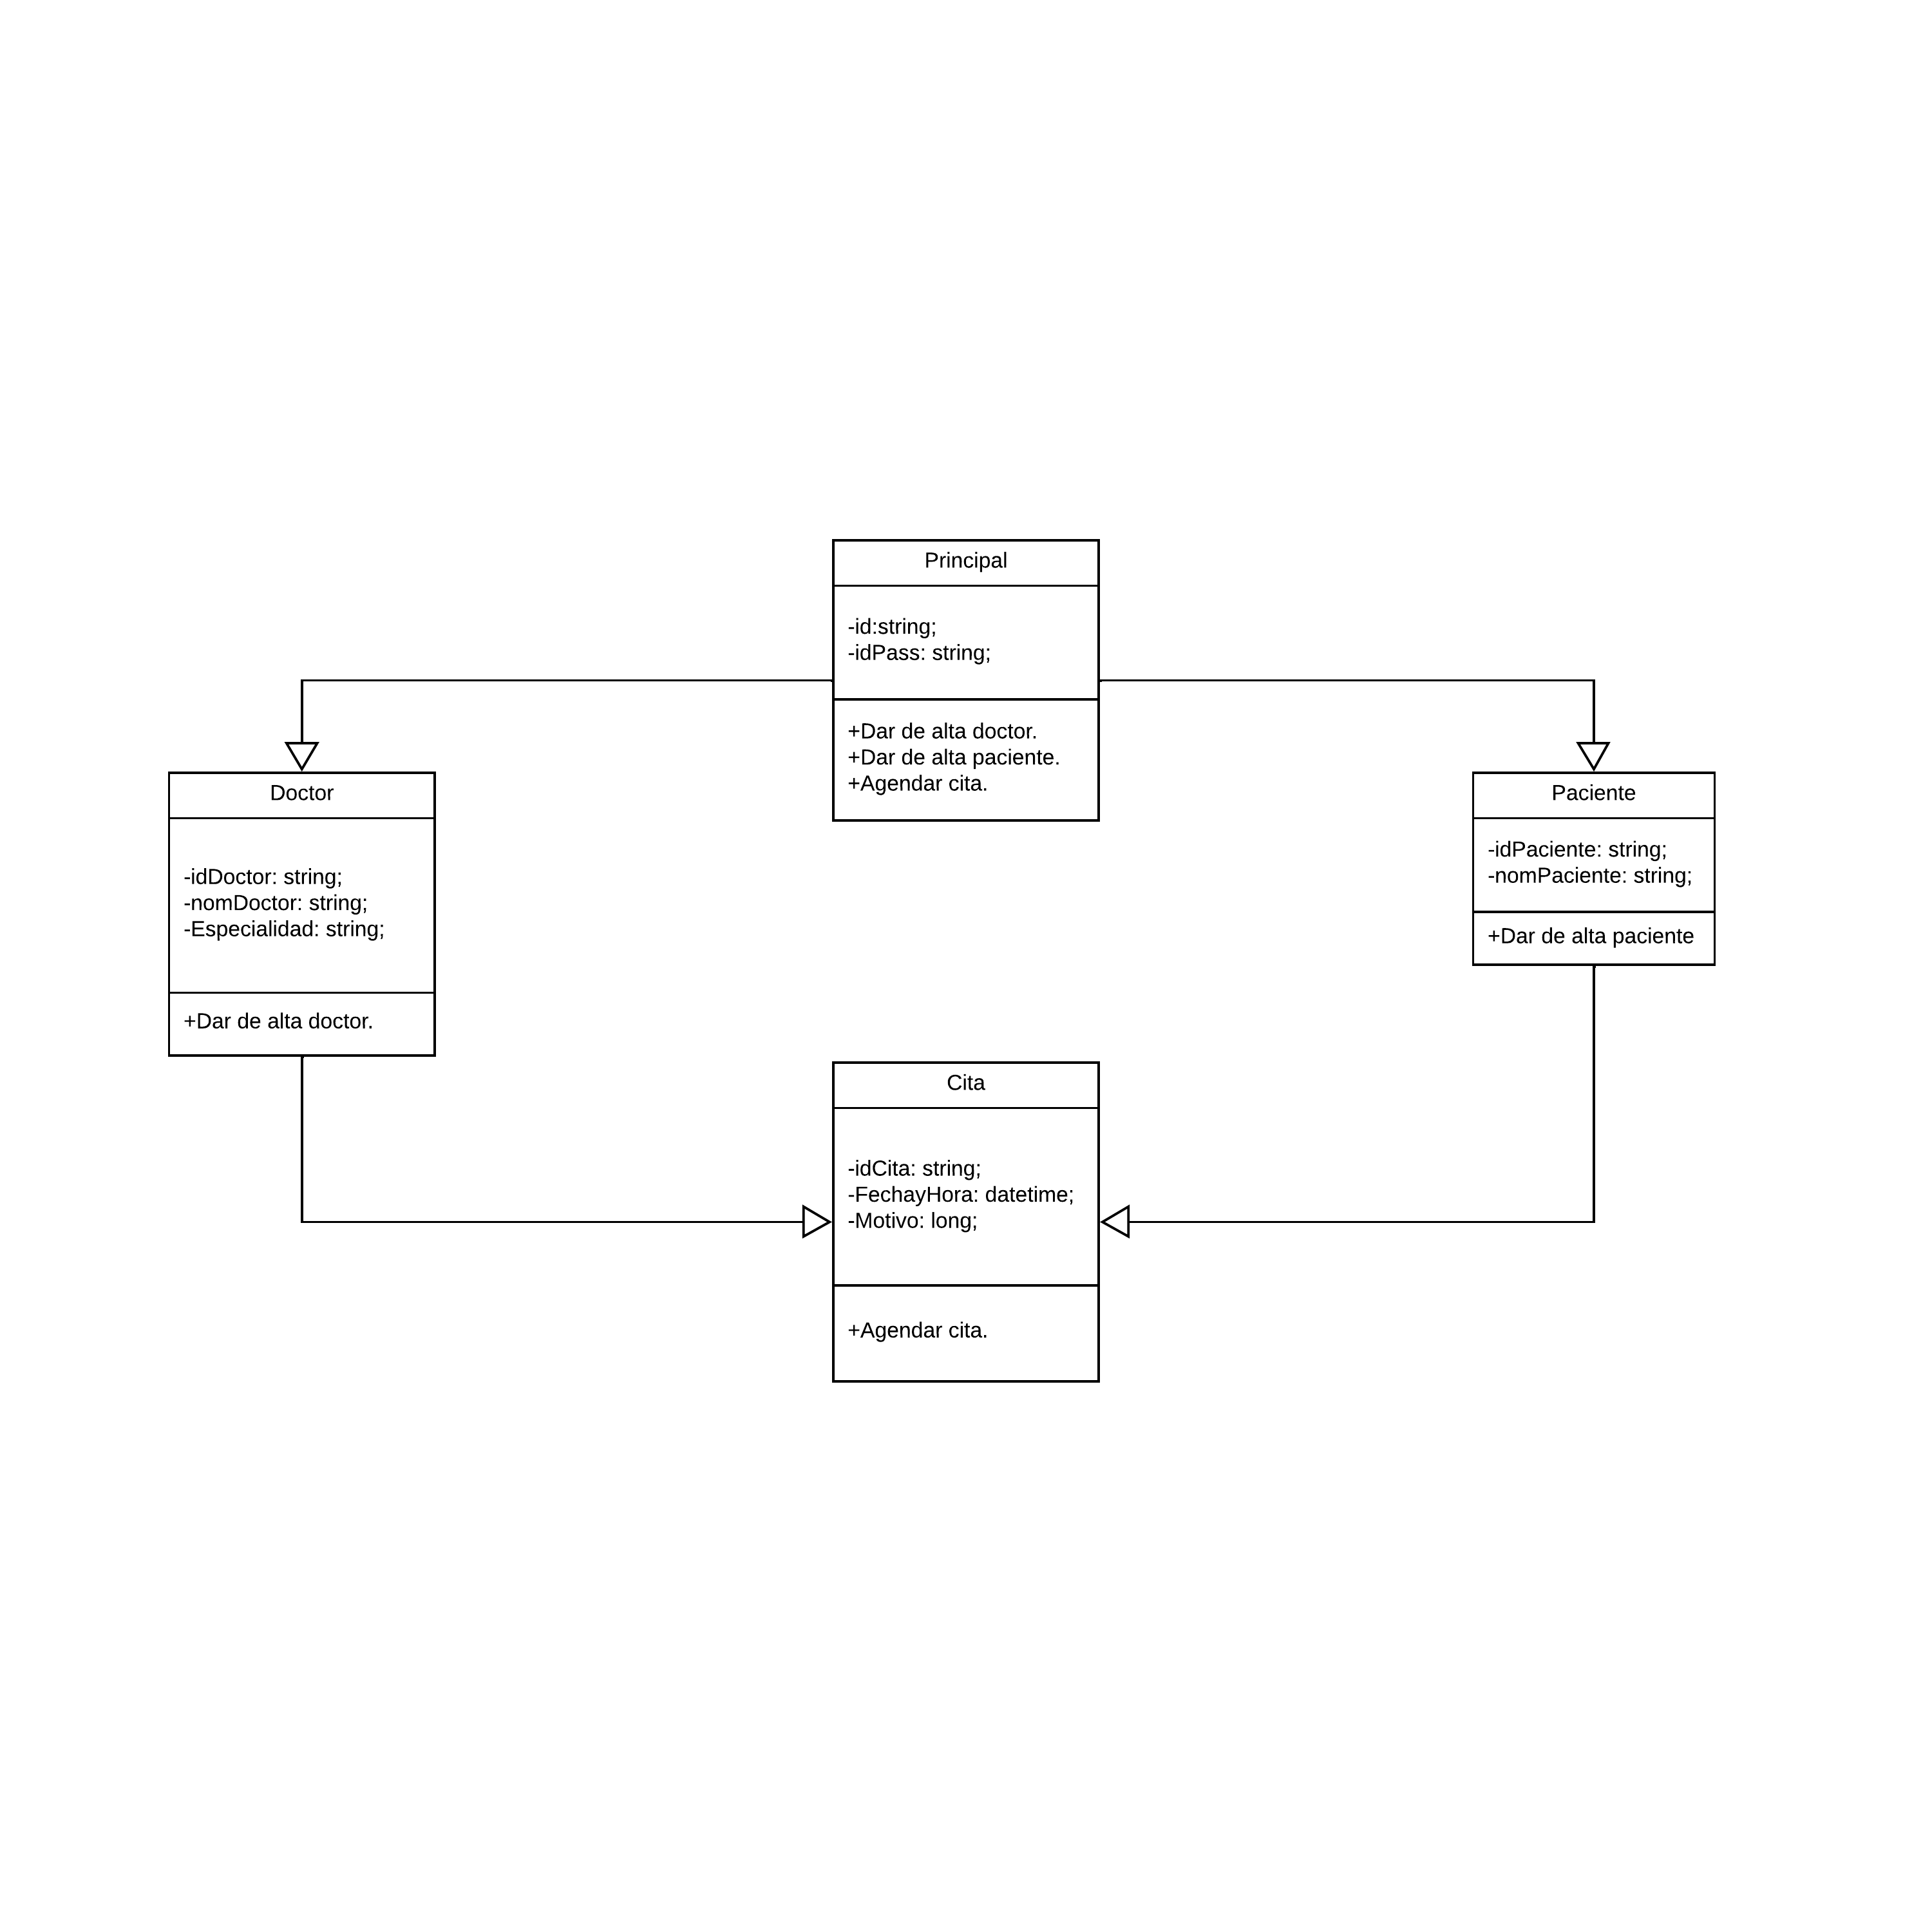 Principal
-id:string;
-idPass: string;
+Dar de alta doctor.
+Dar de alta paciente.
+Agendar cita.
Doctor
-idDoctor: string;
-nomDoctor: string;
-Especialidad: string;
+Dar de alta doctor.
Paciente
-idPaciente: string;
-nomPaciente: string;
+Dar de alta paciente
Cita
-idCita: string;
-FechayHora: datetime;
-Motivo: long;
+Agendar cita.